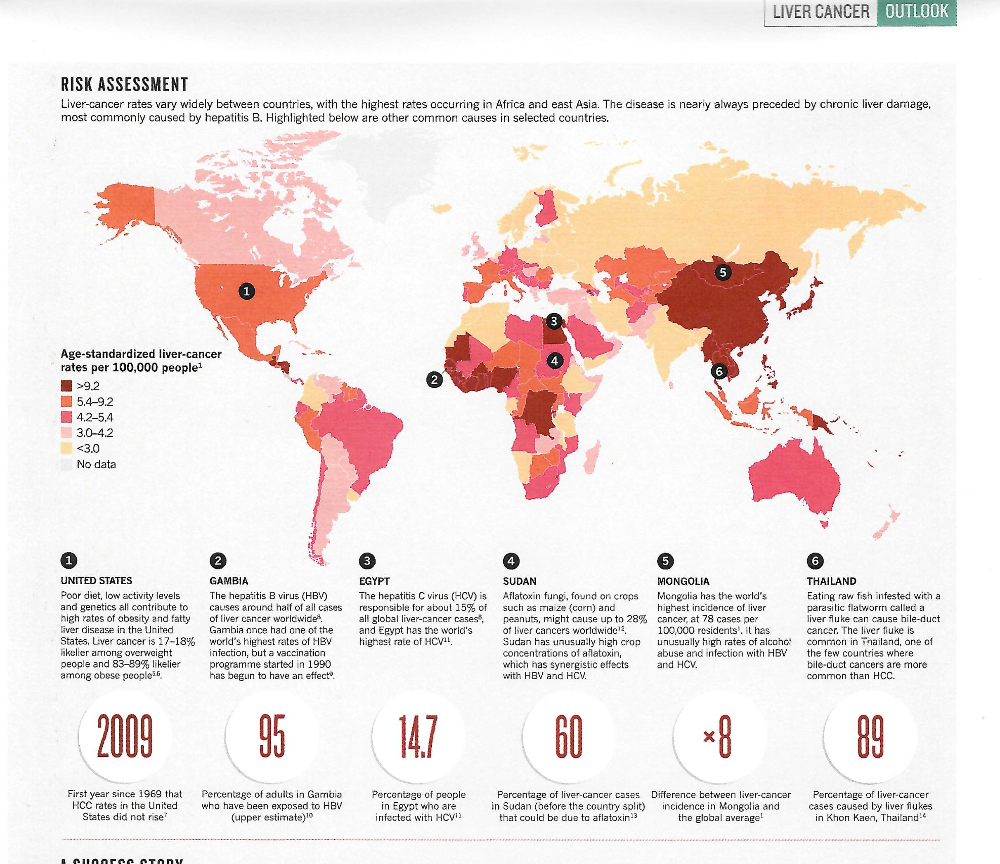 LIVER CANCER OUTLOOK
RISK ASSESSMENT
Liver-cancer rates vary widely between countries, with the highest rates occurring in Africa and east Asia. The disease is nearly always preceded by chronic liver damage,
most commonly caused by hepatitis B. Highlighted below are other common causes in selected countries.
1
2
3
4
5
6
Age-standardized liver-cancer
rates per 100,000 people¹
>9.2
5.4–9.2
4.2–5.4
3.0–4.2
<3.0
No data
1
UNITED STATES
Poor diet, low activity levels
and genetics all contribute to
high rates of obesity and fatty
liver disease in the United
States. Liver cancer is 17–18%
likelier among overweight
people and 83–89% likelier
among obese people⁵,⁶.
2009
First year since 1969 that
HCC rates in the United
States did not rise⁷
2
GAMBIA
The hepatitis B virus (HBV)
causes around half of all cases
of liver cancer worldwide⁸.
Gambia once had one of the
world's highest rates of HBV
infection, but a vaccination
programme started in 1990
has begun to have an effect⁹.
95
Percentage of adults in Gambia
who have been exposed to HBV
(upper estimate)¹⁰
3
EGYPT
The hepatitis C virus (HCV) is
responsible for about 15% of
all global liver-cancer cases⁸,
and Egypt has the world's
highest rate of HCV¹¹.
14.7
Percentage of people
in Egypt who are
infected with HCV¹¹
4
SUDAN
Aflatoxin fungi, found on crops
such as maize (corn) and
peanuts, might cause up to 28%
of liver cancers worldwide¹².
Sudan has unusually high crop
concentrations of aflatoxin,
which has synergistic effects
with HBV and HCV.
60
Percentage of liver-cancer cases
in Sudan (before the country split)
that could be due to aflatoxin¹³
5
MONGOLIA
Mongolia has the world's
highest incidence of liver
cancer, at 78 cases per
100,000 residents¹. It has
unusually high rates of alcohol
abuse and infection with HBV
and HCV.
×8
Difference between liver-cancer
incidence in Mongolia and
the global average¹
6
THAILAND
Eating raw fish infested with a
parasitic flatworm called a
liver fluke can cause bile-duct
cancer. The liver fluke is
common in Thailand, one of
the few countries where
bile-duct cancers are more
common than HCC.
89
Percentage of liver-cancer
cases caused by liver flukes
in Khon Kaen, Thailand¹⁴
A SUCCESS STORY